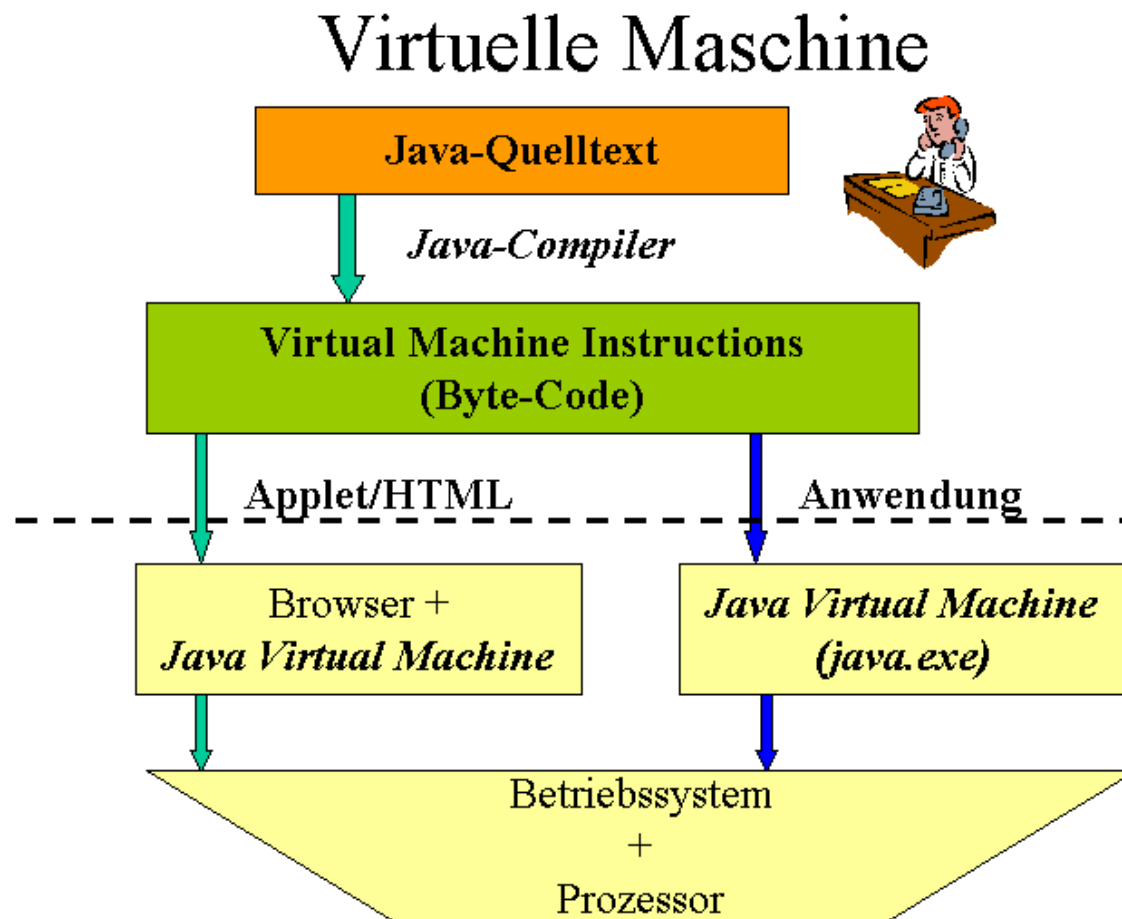 Virtuelle Maschine
Java-Quelltext
Java-Compiler
Virtual Machine Instructions
(Byte-Code)
Applet/HTML
Anwendung
Browser +
Java Virtual Machine
Java Virtual Machine
(java.exe)
Betriebssystem
+
Prozessor